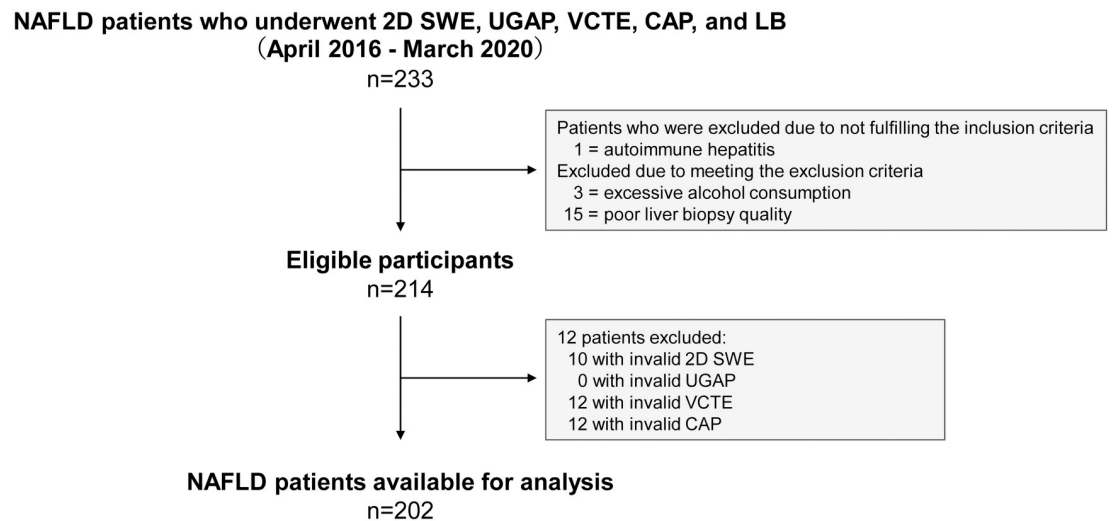 NAFLD patients who underwent 2D SWE, UGAP, VCTE, CAP, and LB
（April 2016 - March 2020）
n=233
Patients who were excluded due to not fulfilling the inclusion criteria
1 = autoimmune hepatitis
Excluded due to meeting the exclusion criteria
3 = excessive alcohol consumption
15 = poor liver biopsy quality
Eligible participants
n=214
12 patients excluded:
10 with invalid 2D SWE
0 with invalid UGAP
12 with invalid VCTE
12 with invalid CAP
NAFLD patients available for analysis
n=202